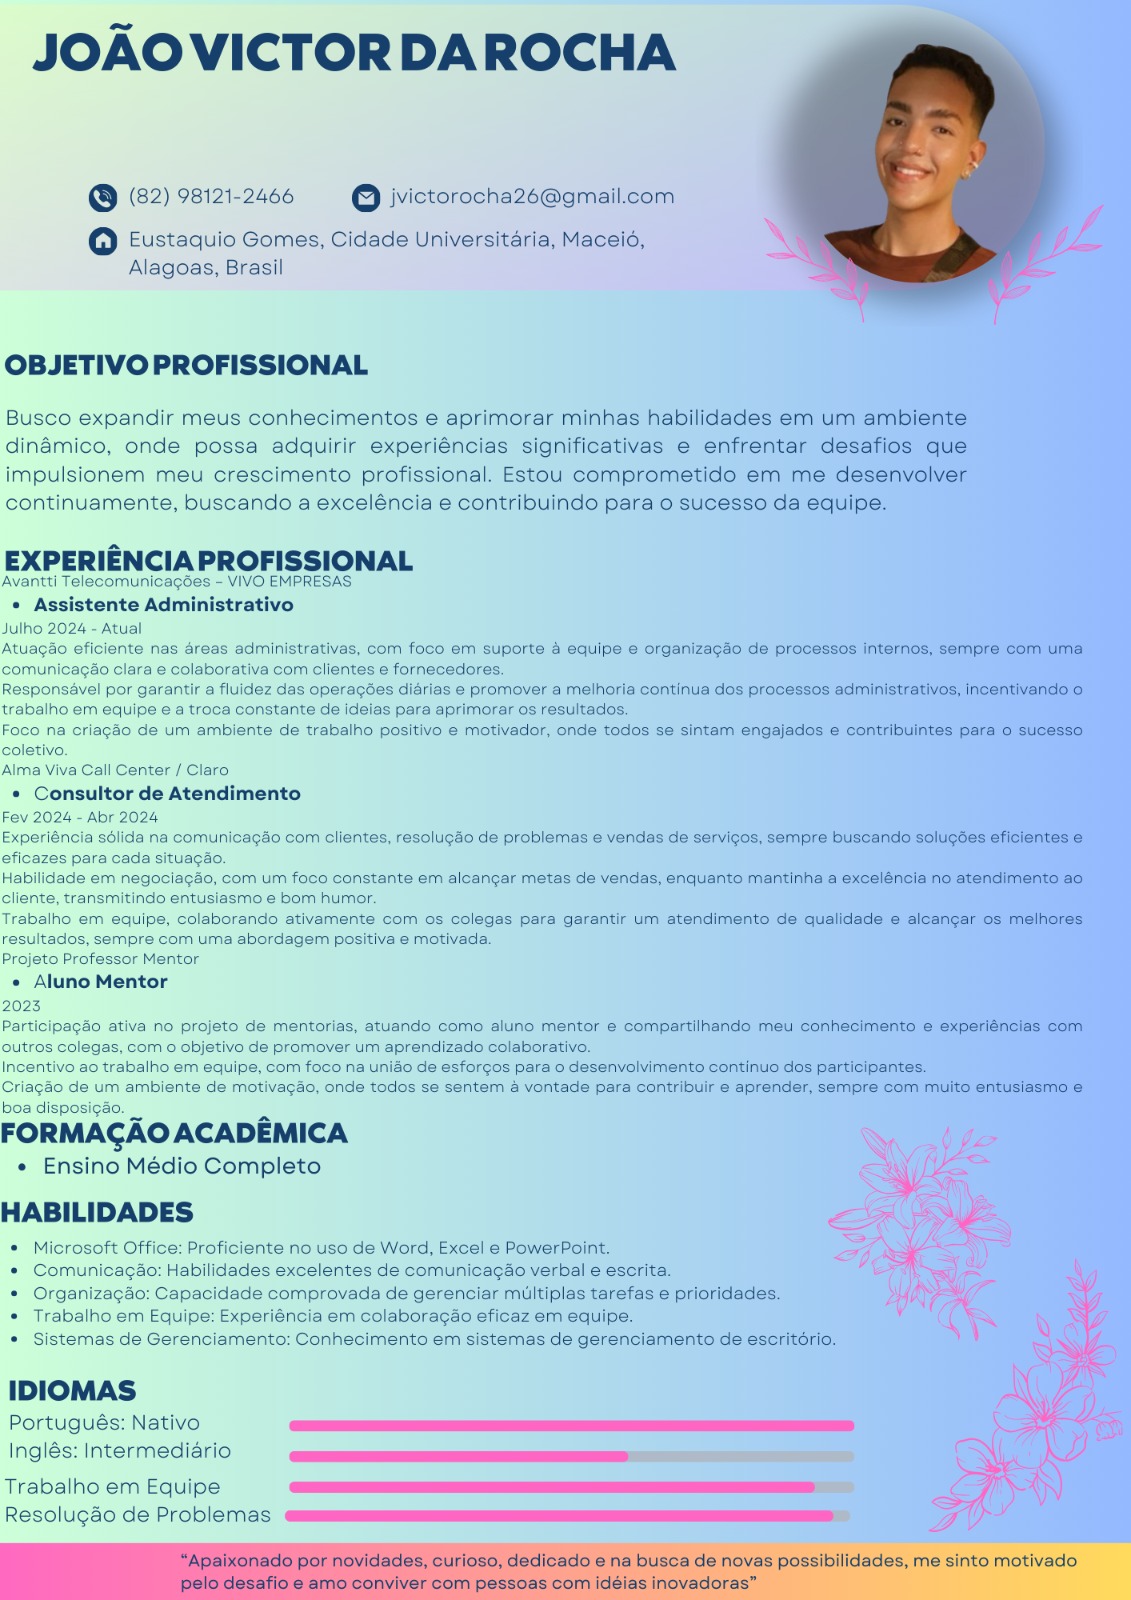 JOÃO VICTOR DA ROCHA
(82) 98121-2466
jvictorocha26@gmail.com
Eustaquio Gomes, Cidade Universitária, Maceió,
Alagoas, Brasil
OBJETIVO PROFISSIONAL
Busco expandir meus conhecimentos e aprimorar minhas habilidades em um ambiente
dinâmico, onde possa adquirir experiências significativas e enfrentar desafios que
impulsionem meu crescimento profissional. Estou comprometido em me desenvolver
continuamente, buscando a excelência e contribuindo para o sucesso da equipe.
EXPERIÊNCIA PROFISSIONAL
Avantti Telecomunicações – VIVO EMPRESAS
• Assistente Administrativo
Julho 2024 - Atual
Atuação eficiente nas áreas administrativas, com foco em suporte à equipe e organização de processos internos, sempre com uma
comunicação clara e colaborativa com clientes e fornecedores.
Responsável por garantir a fluidez das operações diárias e promover a melhoria contínua dos processos administrativos, incentivando o
trabalho em equipe e a troca constante de ideias para aprimorar os resultados.
Foco na criação de um ambiente de trabalho positivo e motivador, onde todos se sintam engajados e contribuintes para o sucesso
coletivo.
Alma Viva Call Center / Claro
• Consultor de Atendimento
Fev 2024 - Abr 2024
Experiência sólida na comunicação com clientes, resolução de problemas e vendas de serviços, sempre buscando soluções eficientes e
eficazes para cada situação.
Habilidade em negociação, com um foco constante em alcançar metas de vendas, enquanto mantinha a excelência no atendimento ao
cliente, transmitindo entusiasmo e bom humor.
Trabalho em equipe, colaborando ativamente com os colegas para garantir um atendimento de qualidade e alcançar os melhores
resultados, sempre com uma abordagem positiva e motivada.
Projeto Professor Mentor
• Aluno Mentor
2023
Participação ativa no projeto de mentorias, atuando como aluno mentor e compartilhando meu conhecimento e experiências com
outros colegas, com o objetivo de promover um aprendizado colaborativo.
Incentivo ao trabalho em equipe, com foco na união de esforços para o desenvolvimento contínuo dos participantes.
Criação de um ambiente de motivação, onde todos se sentem à vontade para contribuir e aprender, sempre com muito entusiasmo e
boa disposição.
FORMAÇÃO ACADÊMICA
• Ensino Médio Completo
HABILIDADES
• Microsoft Office: Proficiente no uso de Word, Excel e PowerPoint.
• Comunicação: Habilidades excelentes de comunicação verbal e escrita.
• Organização: Capacidade comprovada de gerenciar múltiplas tarefas e prioridades.
• Trabalho em Equipe: Experiência em colaboração eficaz em equipe.
• Sistemas de Gerenciamento: Conhecimento em sistemas de gerenciamento de escritório.
IDIOMAS
Português: Nativo
Inglês: Intermediário
Trabalho em Equipe
Resolução de Problemas
“Apaixonado por novidades, curioso, dedicado e na busca de novas possibilidades, me sinto motivado
pelo desafio e amo conviver com pessoas com idéias inovadoras”